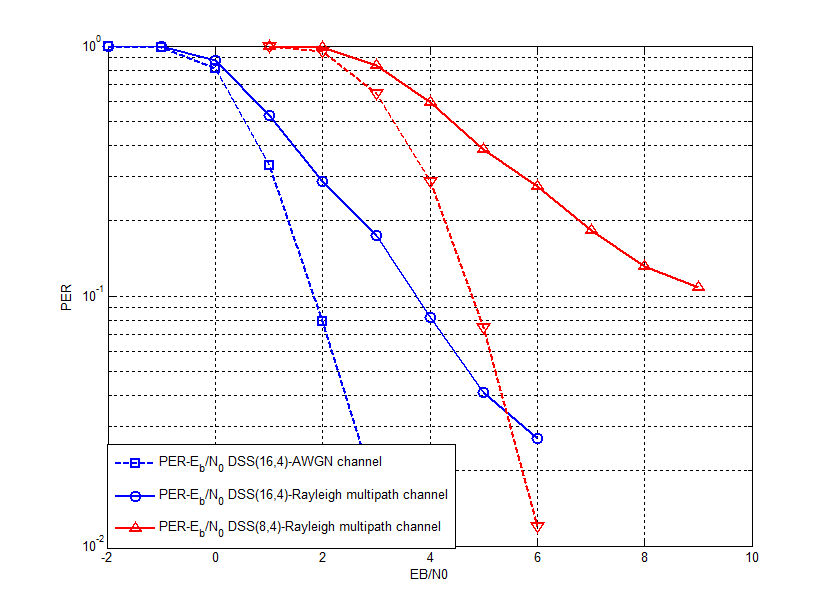 10^0
10^-1
10^-2
PER
PER-E_b/N_0 DSS(16,4)-AWGN channel
PER-E_b/N_0 DSS(16,4)-Rayleigh multipath channel
PER-E_b/N_0 DSS(8,4)-Rayleigh multipath channel
-2 0 2 4 6 8 10
EB/N0